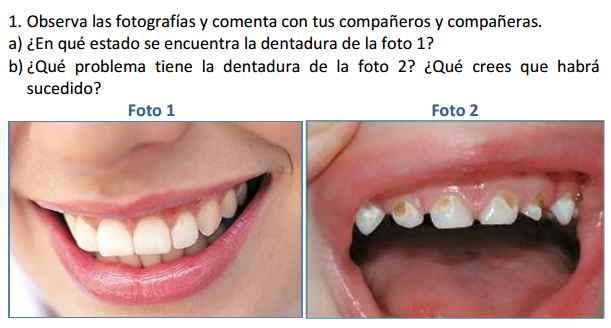 1. Observa las fotografías y comenta con tus compañeros y compañeras.
a) ¿En qué estado se encuentra la dentadura de la foto 1?
b) ¿Qué problema tiene la dentadura de la foto 2? ¿Qué crees que habrá
sucedido?
Foto 1
Foto 2